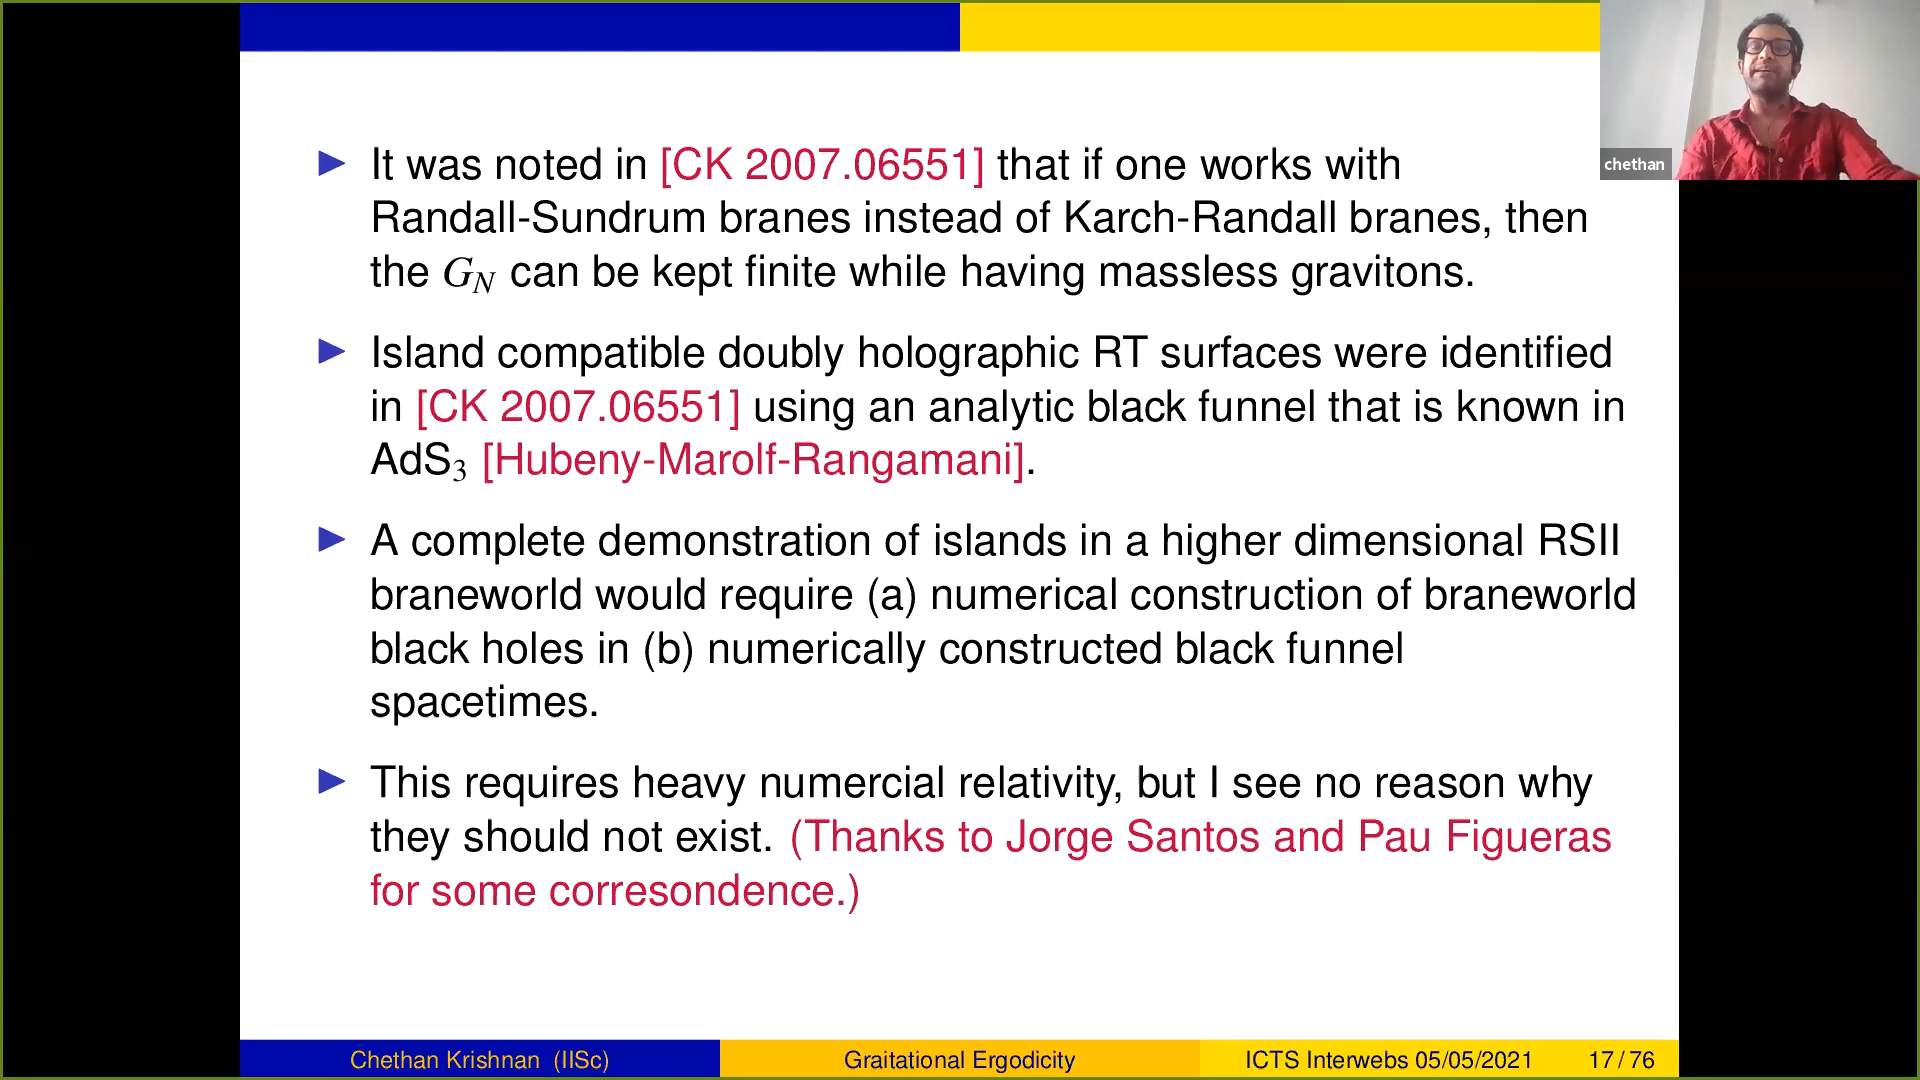 It was noted in [CK 2007.06551] that if one works with
Randall-Sundrum branes instead of Karch-Randall branes, then
the G_N can be kept finite while having massless gravitons.
Island compatible doubly holographic RT surfaces were identified
in [CK 2007.06551] using an analytic black funnel that is known in
AdS₃ [Hubeny-Marolf-Rangamani].
A complete demonstration of islands in a higher dimensional RSII
braneworld would require (a) numerical construction of braneworld
black holes in (b) numerically constructed black funnel
spacetimes.
This requires heavy numercial relativity, but I see no reason why
they should not exist. (Thanks to Jorge Santos and Pau Figueras
for some corresondence.)
chethan
Chethan Krishnan (IISc)
Graitational Ergodicity
ICTS Interwebs 05/05/2021
17 / 76